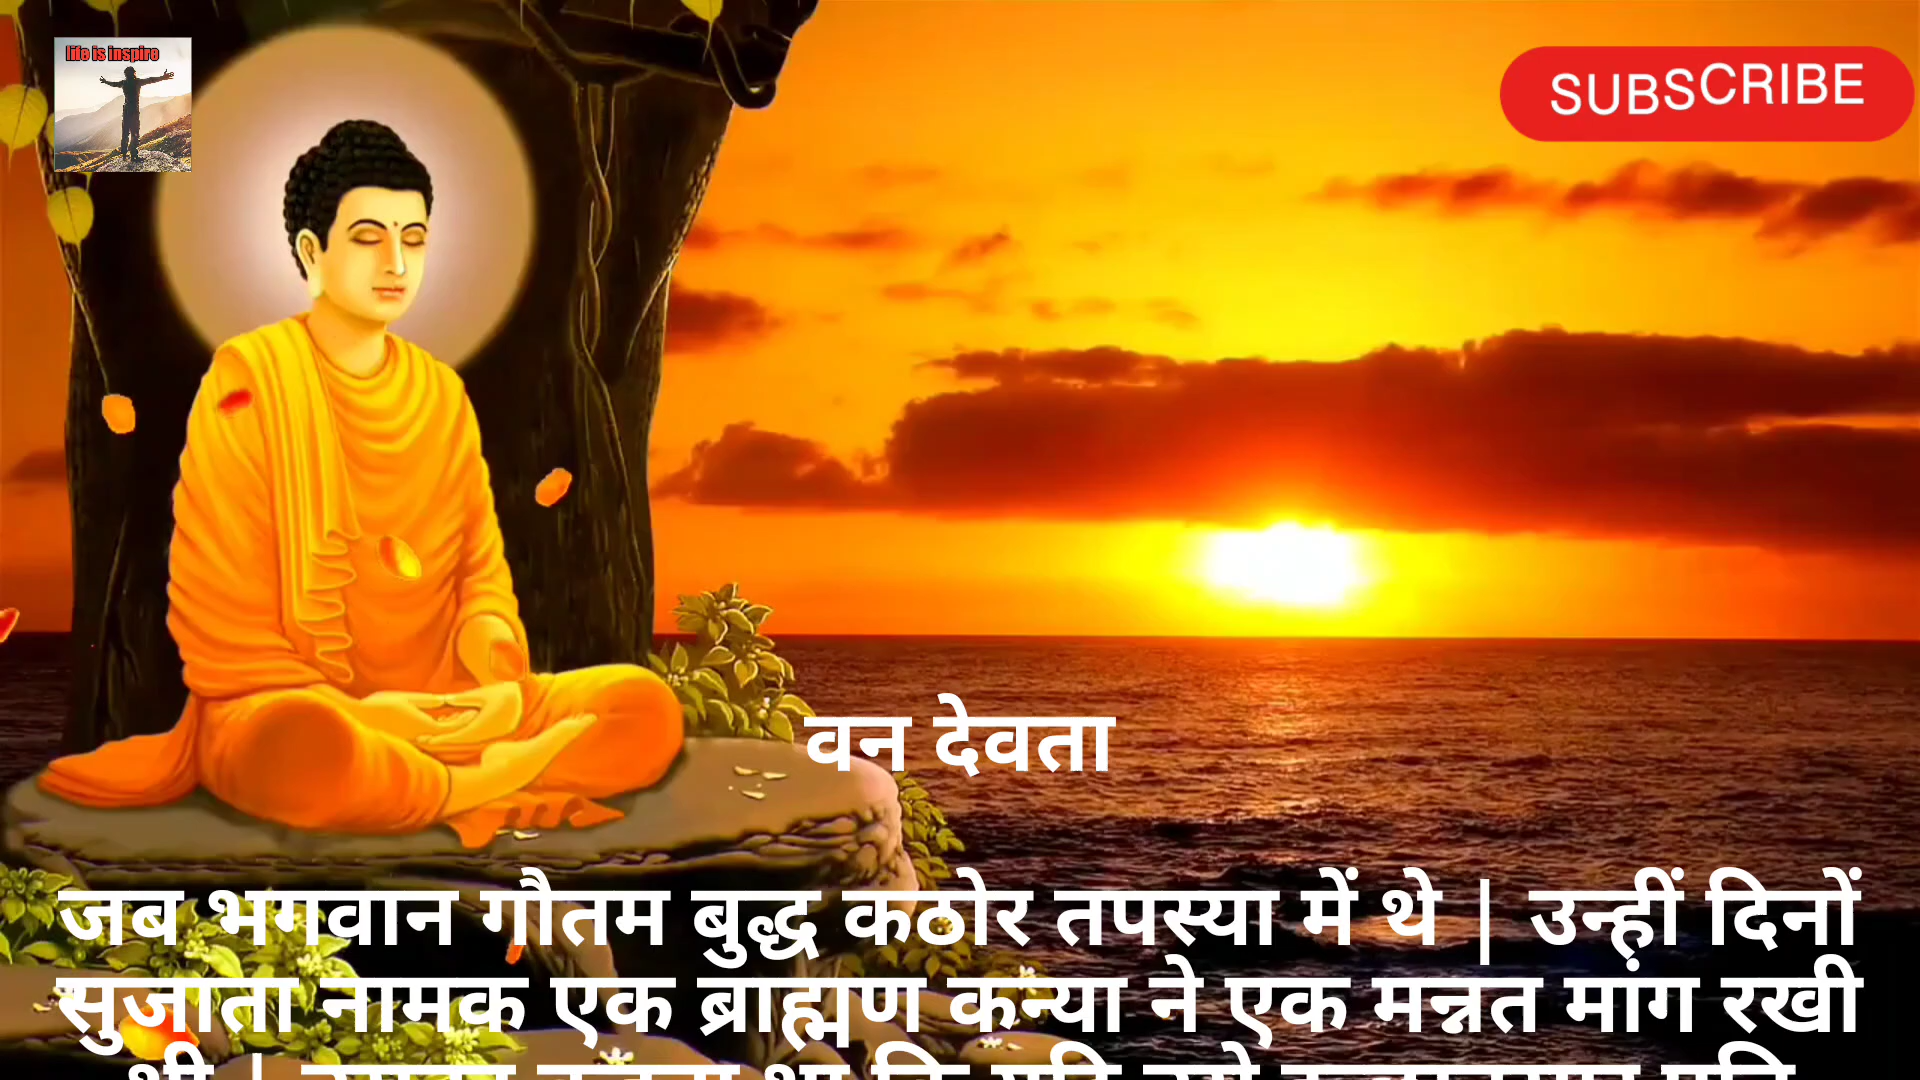 life is inspire
SUBSCRIBE
वन देवता
जब भगवान गौतम बुद्ध कठोर तपस्या में थे | उन्हीं दिनों
सुजाता नामक एक ब्राह्मण कन्या ने एक मन्नत मांग रखी